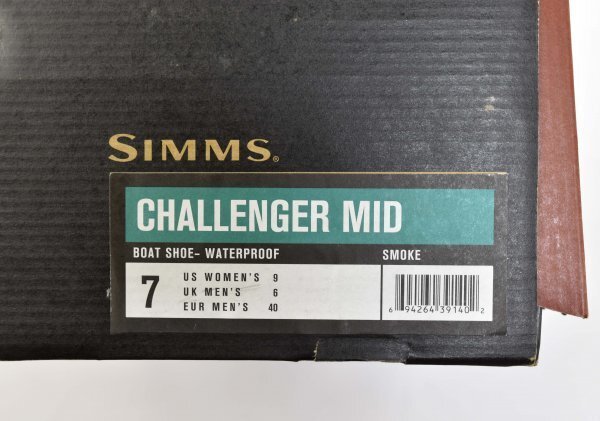 SIMMS®
CHALLENGER MID
BOAT SHOE- WATERPROOF SMOKE
7 US WOMEN'S 9
UK MEN'S 6
EUR MEN'S 40
6 94264 39140 2